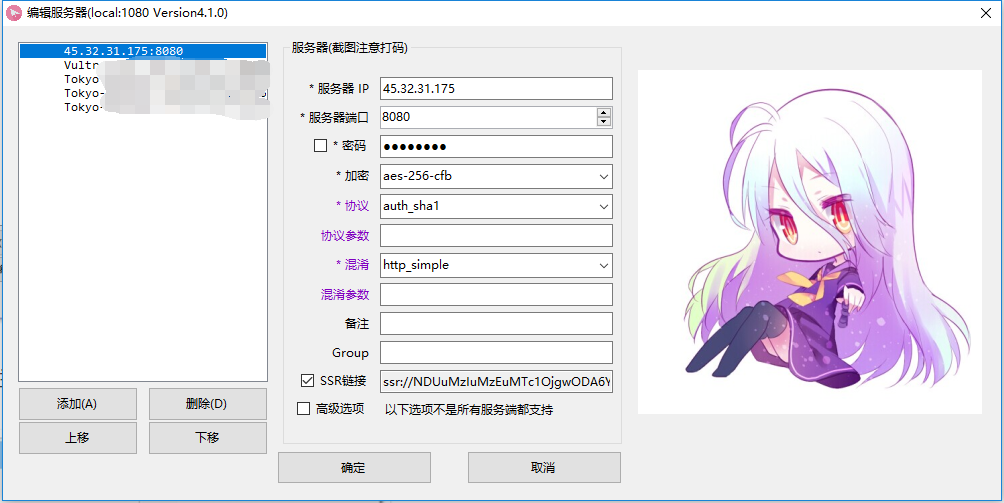 编辑服务器(local:1080 Version4.1.0)
45.32.31.175:8080
Vultr
Tokyo
Tokyo-
Tokyo-
服务器(截图注意打码)
* 服务器 IP 45.32.31.175
* 服务器端口 8080
* 密码 ●●●●●●●●
* 加密 aes-256-cfb
* 协议 auth_sha1
协议参数
* 混淆 http_simple
混淆参数
备注
Group
SSR链接 ssr://NDUuMzIuMzEuMTc1OjgwODA6Y
高级选项 以下选项不是所有服务端都支持
添加(A) 删除(D)
上移 下移
确定 取消